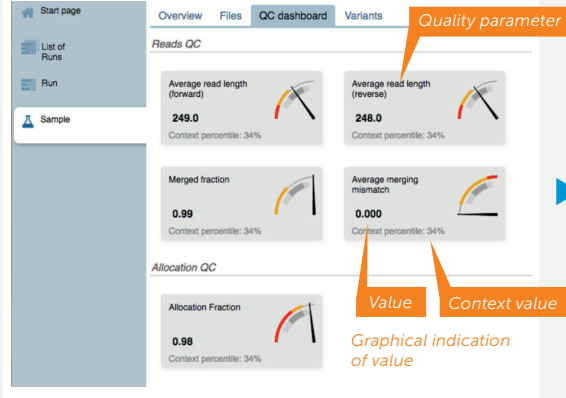 Start page
List of
Runs
Run
Sample
Overview Files QC dashboard Variants
Quality parameter
Reads QC
Average read length
(forward)
249.0
Context percentile: 34%
Average read length
(reverse)
248.0
Context percentile: 34%
Merged fraction
0.99
Context percentile: 34%
Average merging
mismatch
0.000
Context percentile: 34%
Value
Context value
Graphical indication
of value
Allocation QC
Allocation Fraction
0.98
Context percentile: 34%